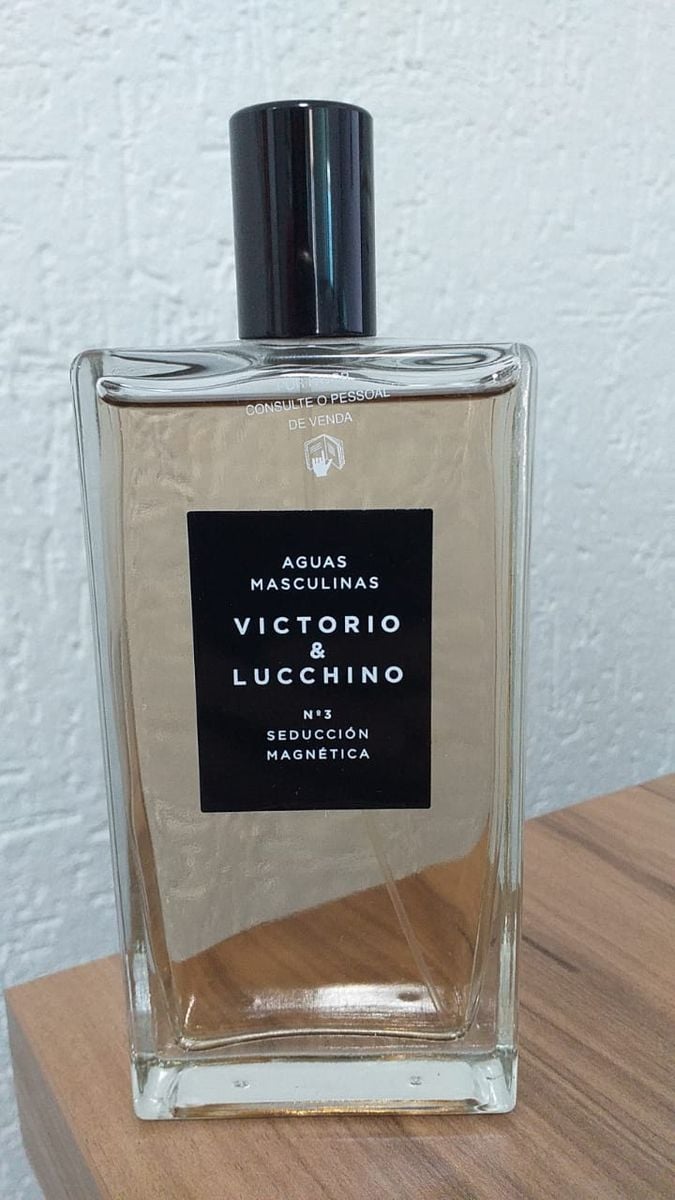 CONSULTE O PESSOAL
DE VENDA
AGUAS
MASCULINAS
VICTORIO
&
LUCCHINO
Nº3
SEDUCCIÓN
MAGNÉTICA